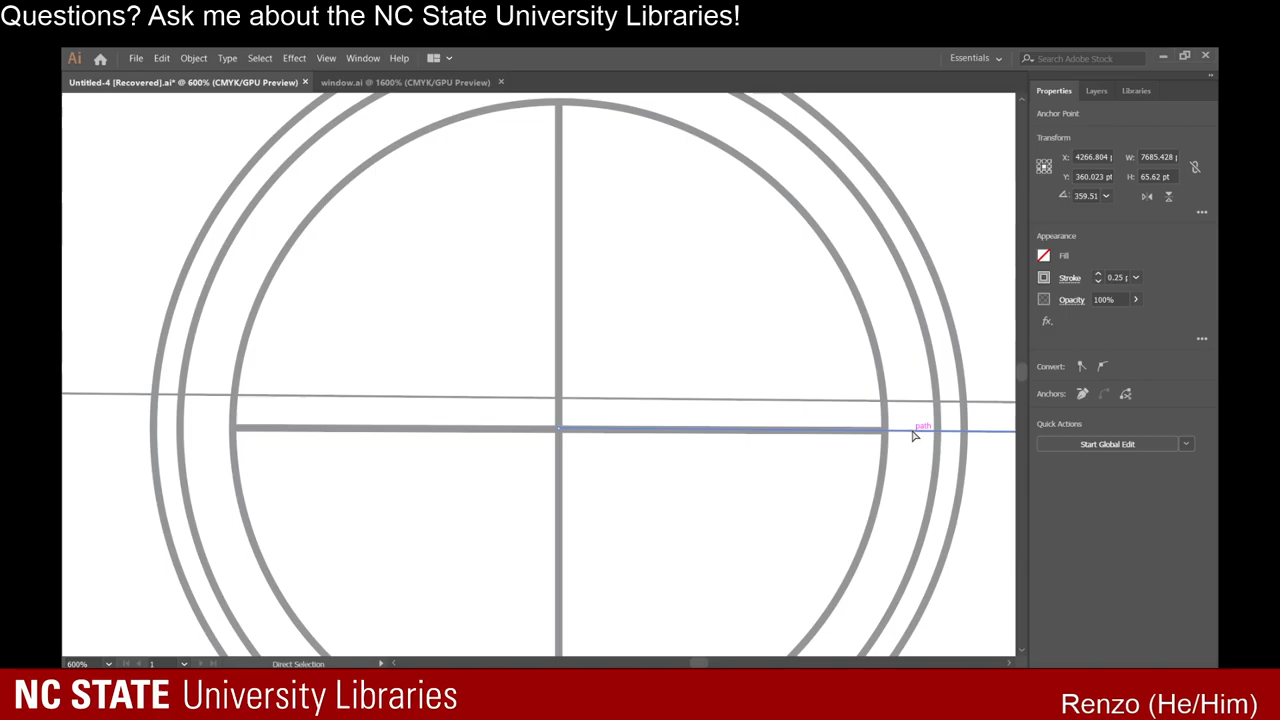 Questions? Ask me about the NC State University Libraries!
Ai File Edit Object Type Select Effect View Window Help Essentials Search Adobe Stock
Untitled-4 [Recovered].ai* @ 600% (CMYK/GPU Preview) × window.ai @ 1600% (CMYK/GPU Preview) ×
Properties Layers Libraries
Anchor Point
Transform
X: 4266.804 W: 7685.428
Y: 360.023 pt H: 65.62 pt
359.51
Appearance
Fill
Stroke 0.25
Opacity 100%
fx.
Convert:
Anchors:
Quick Actions
Start Global Edit
path
600% 1 Direct Selection
NC STATE University Libraries
Renzo (He/Him)